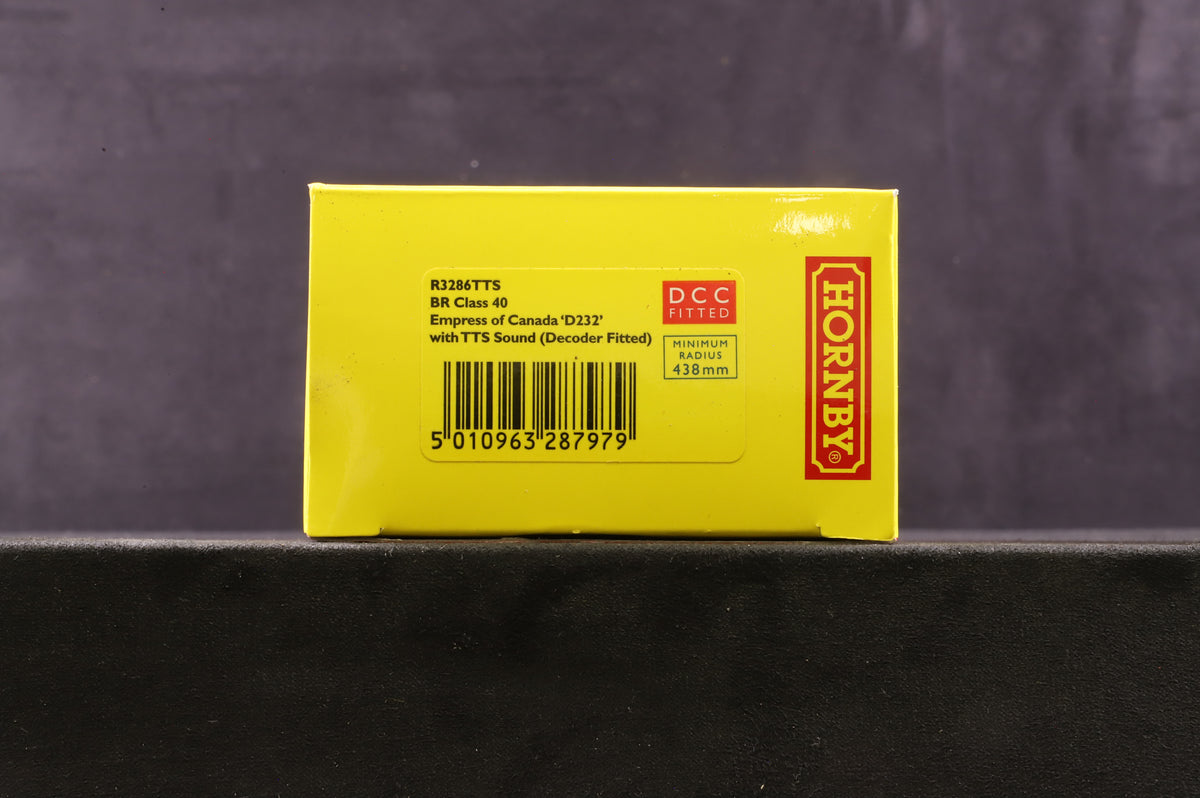 R3286TTS
BR Class 40
Empress of Canada ‘D232’
with TTS Sound (Decoder Fitted)
5 010963 287979
DCC
FITTED
MINIMUM
RADIUS
438mm
HORNBY®